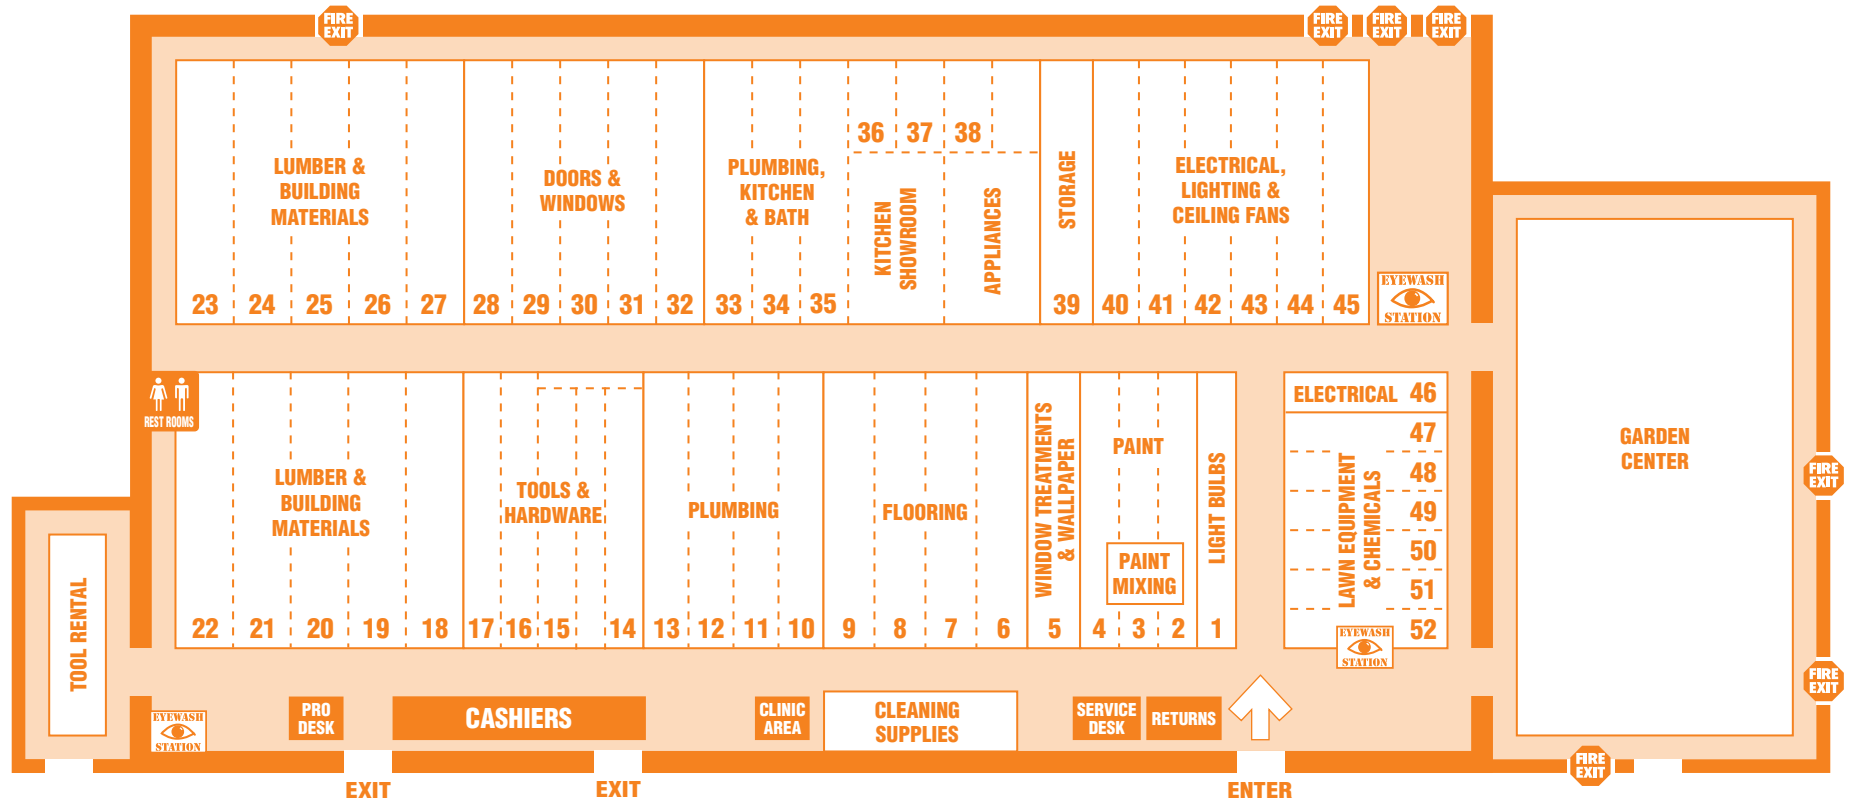 FIRE
EXIT
FIRE
EXIT
FIRE
EXIT
FIRE
EXIT
36 37 38
LUMBER &
BUILDING
MATERIALS
DOORS &
WINDOWS
PLUMBING,
KITCHEN
& BATH
KITCHEN
SHOWROOM
APPLIANCES
STORAGE
ELECTRICAL,
LIGHTING &
CEILING FANS
EYEWASH
STATION
23 24 25 26 27 28 29 30 31 32 33 34 35 39 40 41 42 43 44 45
REST ROOMS
LUMBER &
BUILDING
MATERIALS
TOOLS &
HARDWARE
PLUMBING
FLOORING
WINDOW TREATMENTS
& WALLPAPER
PAINT
PAINT
MIXING
LIGHT BULBS
ELECTRICAL 46
47
48
49
50
51
52
LAWN EQUIPMENT
& CHEMICALS
EYEWASH
STATION
22 21 20 19 18 17 16 15 14 13 12 11 10 9 8 7 6 5 4 3 2 1
GARDEN
CENTER
FIRE
EXIT
FIRE
EXIT
FIRE
EXIT
TOOL RENTAL
EYEWASH
STATION
PRO
DESK
CASHIERS
CLINIC
AREA
CLEANING
SUPPLIES
SERVICE
DESK
RETURNS
EXIT
EXIT
ENTER